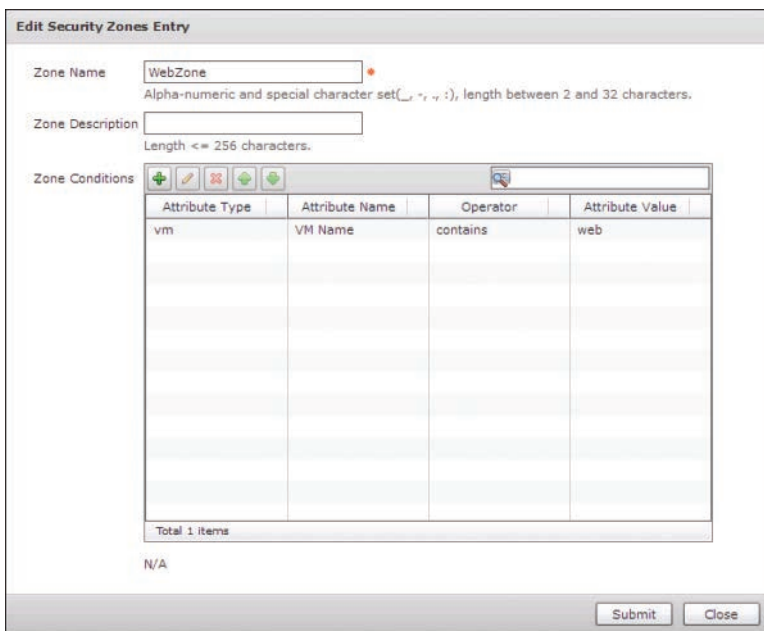 Edit Security Zones Entry
Zone Name WebZone
Alpha-numeric and special character set(_, -, ., :), length between 2 and 32 characters.
Zone Description
Length <= 256 characters.
Zone Conditions
Attribute Type Attribute Name Operator Attribute Value
vm VM Name contains web
Total 1 items
N/A
Submit Close